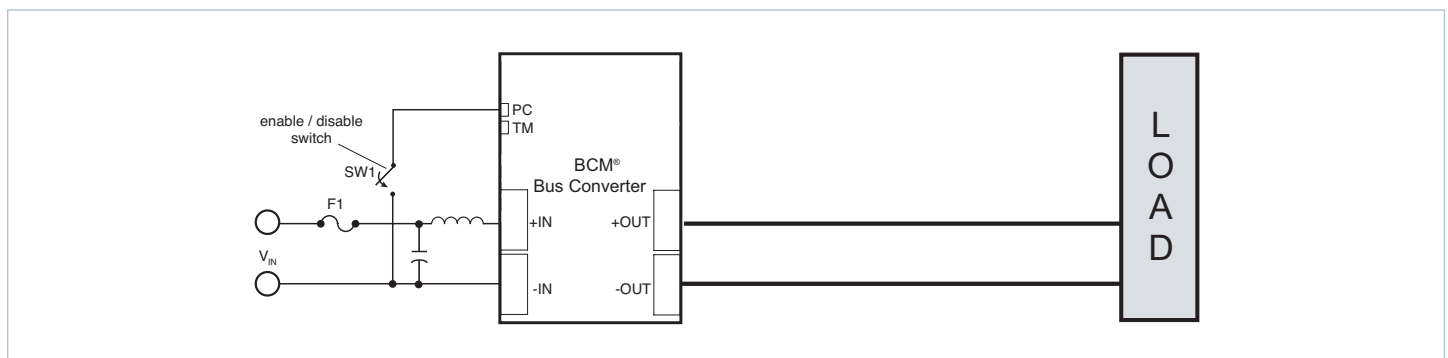 enable / disable
switch
SW1
F1
V_IN
PC
TM
BCM®
Bus Converter
+IN
+OUT
-IN
-OUT
L
O
A
D